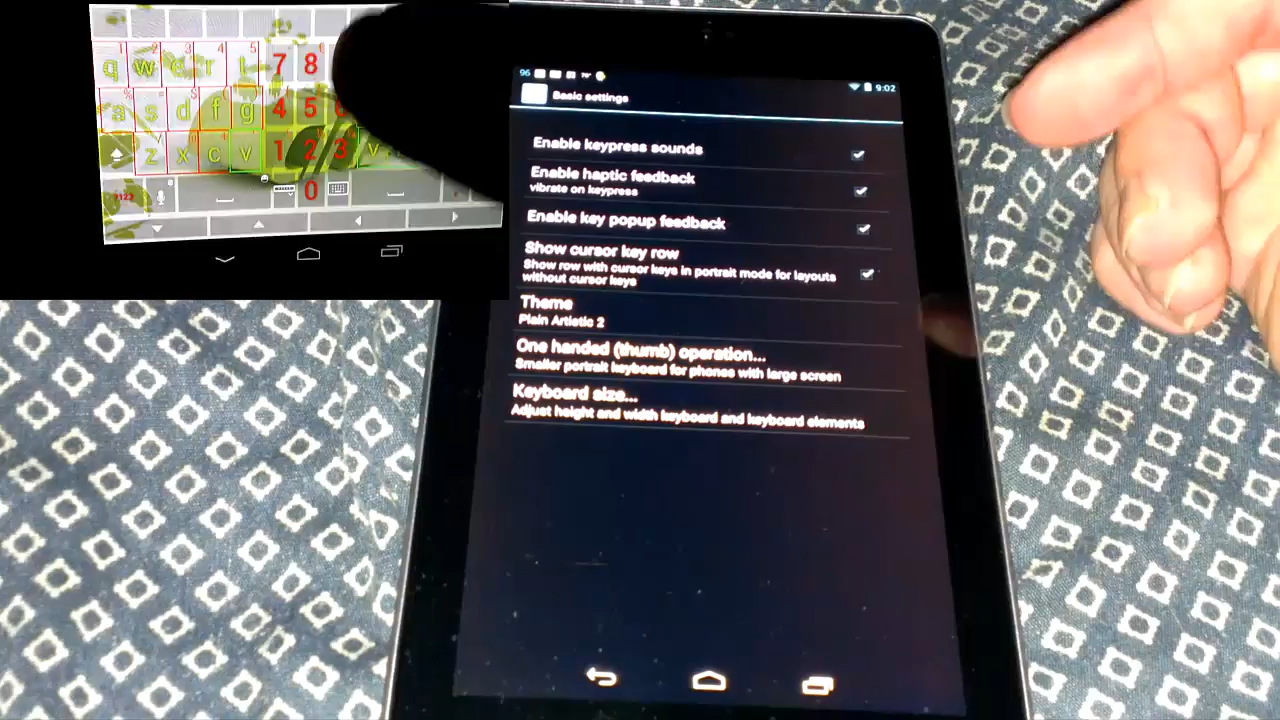 q w r t 7 8
a s d f g 4 5
z x c v 1 2 3 v
?123 0
96 9:02
Basic settings
Enable keypress sounds
Enable haptic feedback
vibrate on keypress
Enable key popup feedback
Show cursor key row
Show row with cursor keys in portrait mode for layouts
without cursor keys
Theme
Plain Artistic 2
One handed (thumb) operation...
Smaller portrait keyboard for phones with large screen
Keyboard size...
Adjust height and width keyboard and keyboard elements